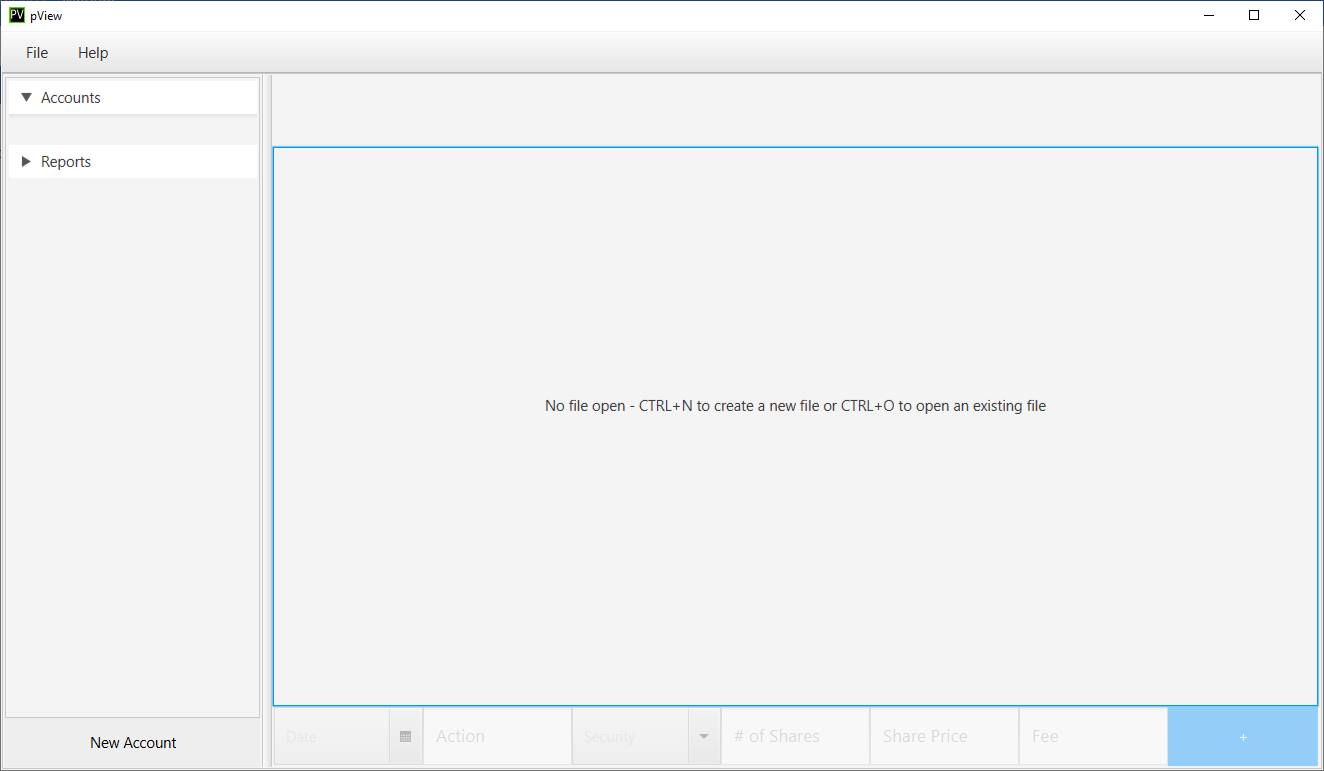 PV pView
File Help
Accounts
Reports
No file open - CTRL+N to create a new file or CTRL+O to open an existing file
Date Action Security # of Shares Share Price Fee +
New Account